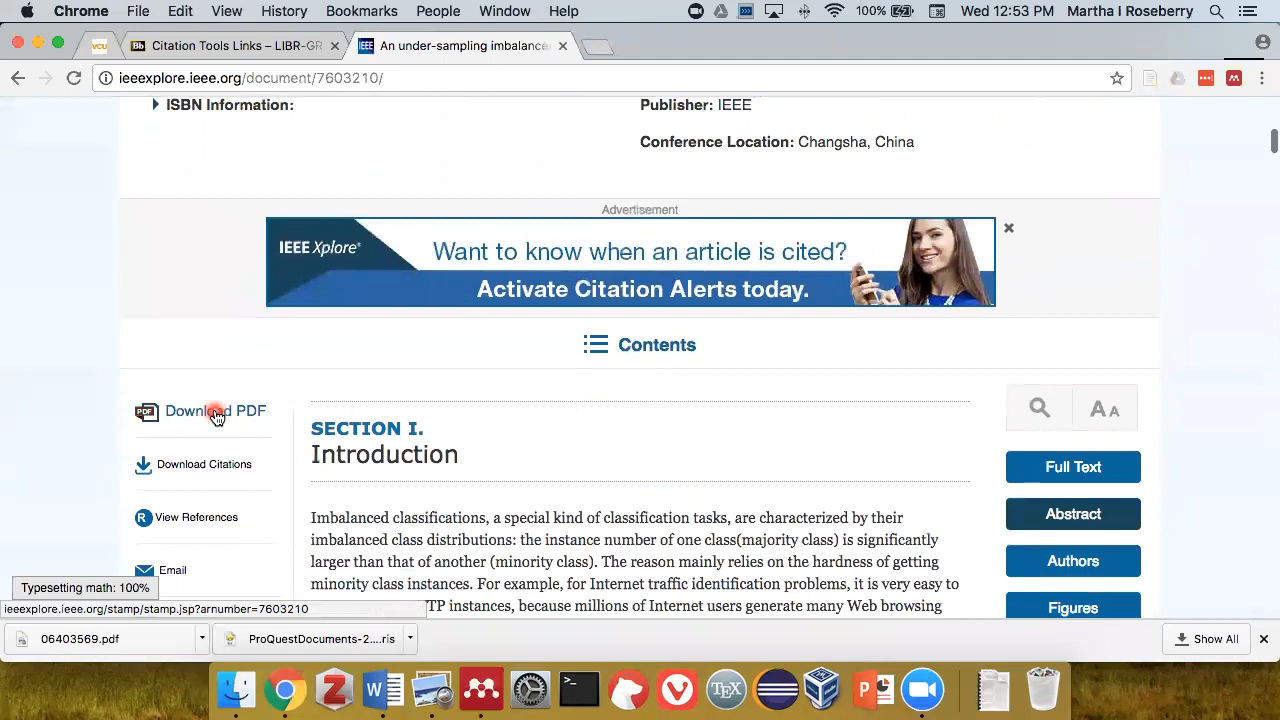 Chrome File Edit View History Bookmarks People Window Help 100% Wed 12:53 PM Martha I Roseberry
VCU Bb Citation Tools Links – LIBR-GR × IEEE An under-sampling imbalance ×
ieeexplore.ieee.org/document/7603210/
ISBN Information:
Publisher: IEEE
Conference Location: Changsha, China
Advertisement
IEEE Xplore®
Want to know when an article is cited?
Activate Citation Alerts today.
Contents
PDF Download PDF
Download Citations
R View References
Email
SECTION I.
Introduction
Imbalanced classifications, a special kind of classification tasks, are characterized by their
imbalanced class distributions: the instance number of one class(majority class) is significantly
larger than that of another (minority class). The reason mainly relies on the hardness of getting
minority class instances. For example, for Internet traffic identification problems, it is very easy to
TP instances, because millions of Internet users generate many Web browsing
A A
Full Text
Abstract
Authors
Figures
Typesetting math: 100%
ieeexplore.ieee.org/stamp/stamp.jsp?arnumber=7603210
06403569.pdf
ProQuestDocuments-2....ris
Show All
Z W >_ V TEX P